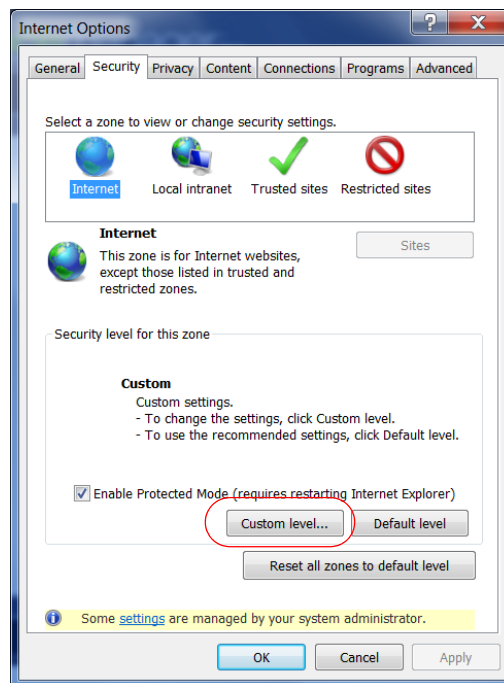 Internet Options
General Security Privacy Content Connections Programs Advanced
Select a zone to view or change security settings.
Internet Local intranet Trusted sites Restricted sites
Internet
Sites
This zone is for Internet websites,
except those listed in trusted and
restricted zones.
Security level for this zone
Custom
Custom settings.
- To change the settings, click Custom level.
- To use the recommended settings, click Default level.
Enable Protected Mode (requires restarting Internet Explorer)
Custom level... Default level
Reset all zones to default level
Some settings are managed by your system administrator.
OK Cancel Apply